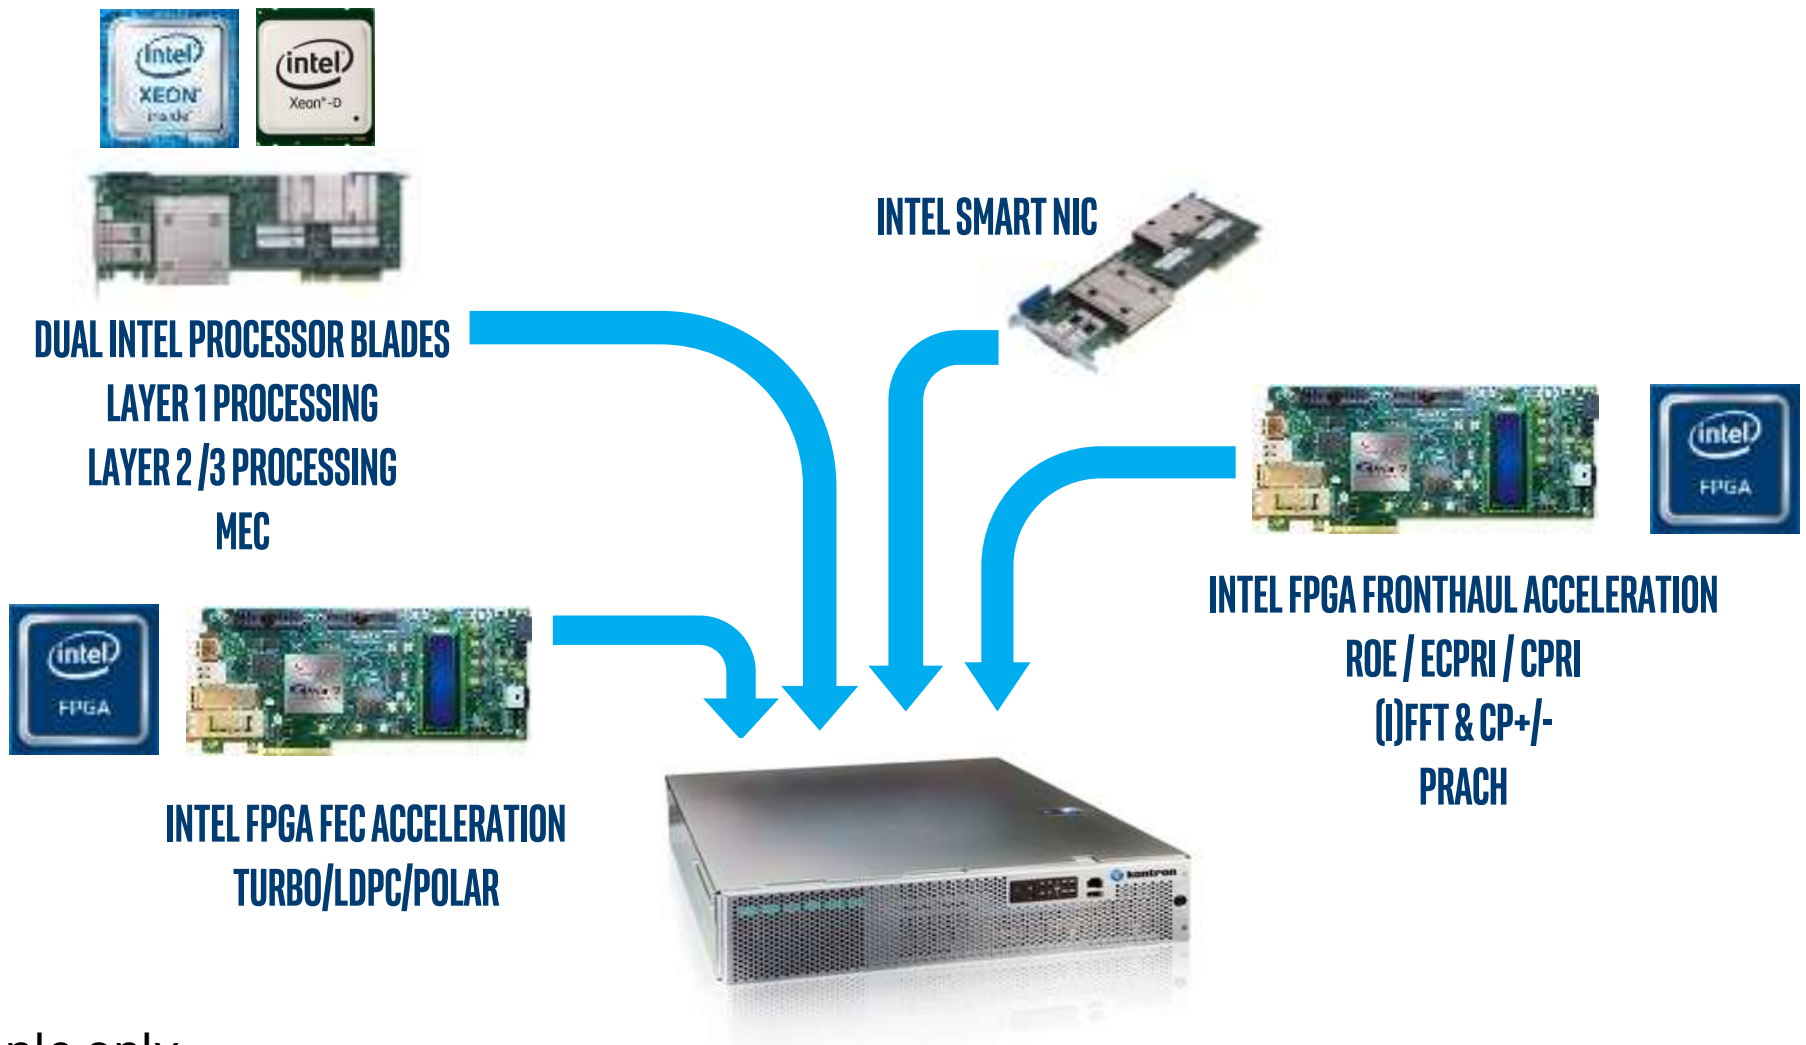 intel
XEON
inside
intel
Xeon®-D
DUAL INTEL PROCESSOR BLADES
LAYER 1 PROCESSING
LAYER 2 /3 PROCESSING
MEC
INTEL SMART NIC
intel
FPGA
INTEL FPGA FRONTHAUL ACCELERATION
ROE / ECPRI / CPRI
(I)FFT & CP+/-
PRACH
intel
FPGA
INTEL FPGA FEC ACCELERATION
TURBO/LDPC/POLAR
kontron
only